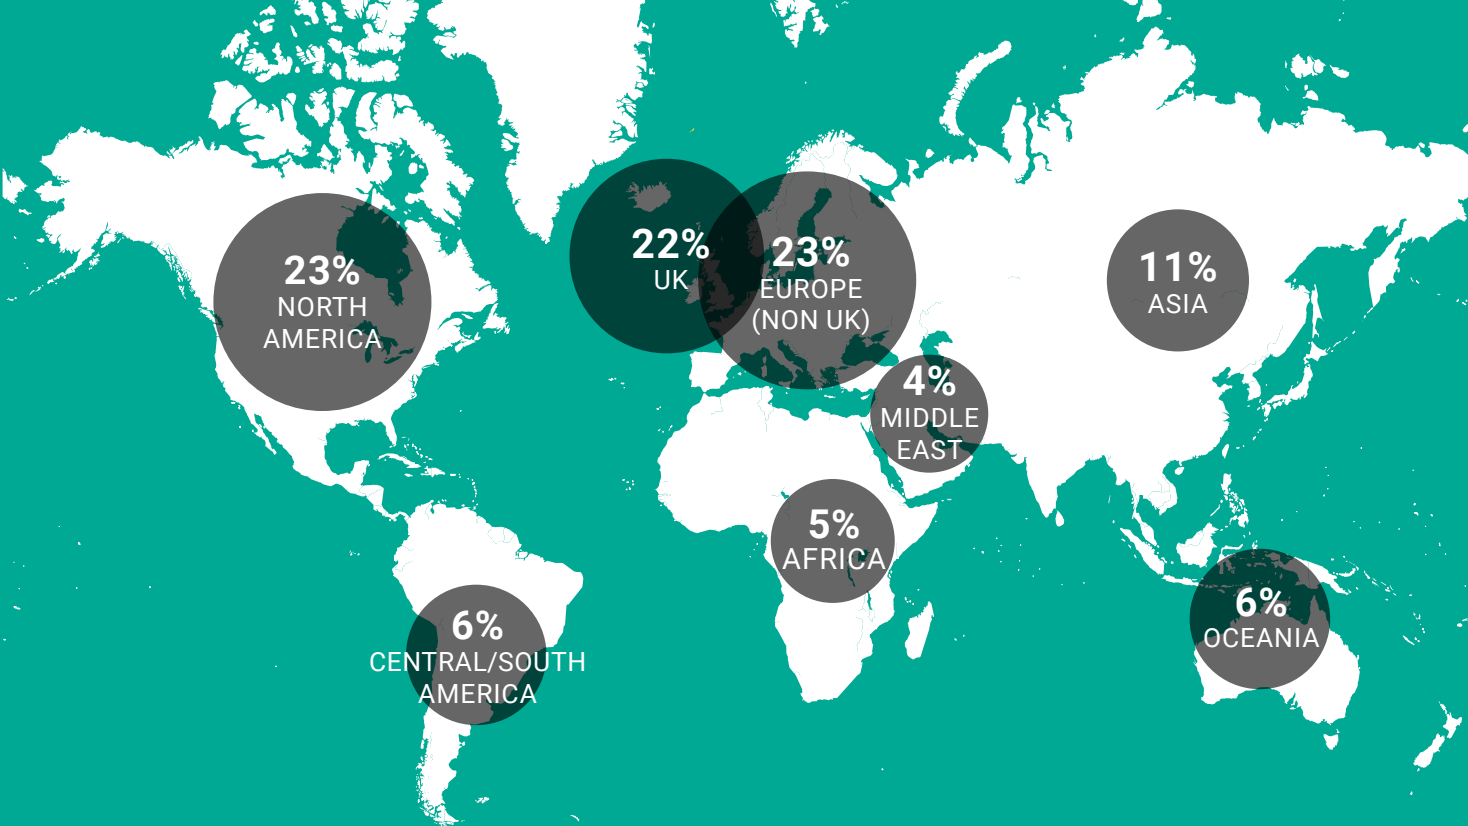 23%
NORTH
AMERICA
22%
UK
23%
EUROPE
(NON UK)
11%
ASIA
4%
MIDDLE
EAST
5%
AFRICA
6%
CENTRAL/SOUTH
AMERICA
6%
OCEANIA